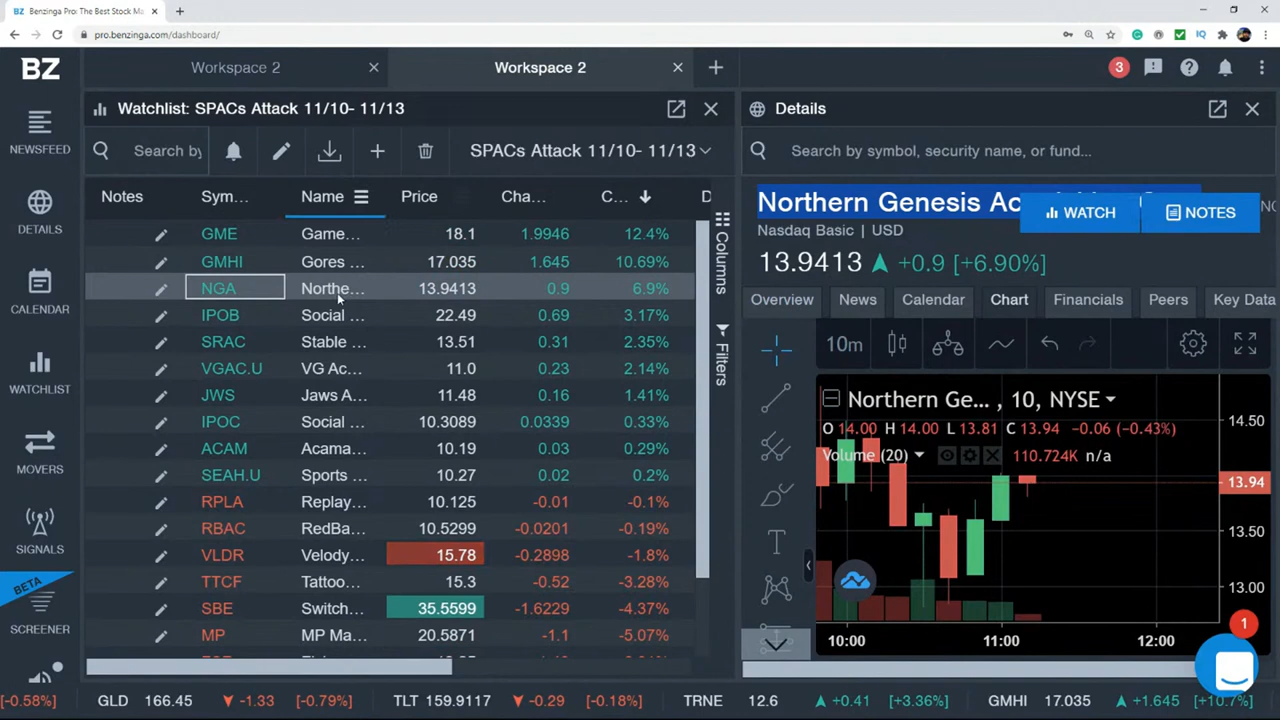 BZ Benzinga Pro: The Best Stock Ma
pro.benzinga.com/dashboard/
BZ
Workspace 2
Workspace 2
3
NEWSFEED
DETAILS
CALENDAR
WATCHLIST
MOVERS
SIGNALS
BETA
SCREENER
Watchlist: SPACs Attack 11/10- 11/13
Search by
SPACs Attack 11/10- 11/13
Notes Sym... Name Price Cha... C... D
GME Game... 18.1 1.9946 12.4%
GMHI Gores ... 17.035 1.645 10.69%
NGA Northe... 13.9413 0.9 6.9%
IPOB Social ... 22.49 0.69 3.17%
SRAC Stable ... 13.51 0.31 2.35%
VGAC.U VG Ac... 11.0 0.23 2.14%
JWS Jaws A... 11.48 0.16 1.41%
IPOC Social ... 10.3089 0.0339 0.33%
ACAM Acama... 10.19 0.03 0.29%
SEAH.U Sports ... 10.27 0.02 0.2%
RPLA Replay... 10.125 -0.01 -0.1%
RBAC RedBa... 10.5299 -0.0201 -0.19%
VLDR Velody... 15.78 -0.2898 -1.8%
TTCF Tattoo... 15.3 -0.52 -3.28%
SBE Switch... 35.5599 -1.6229 -4.37%
MP MP Ma... 20.5871 -1.1 -5.07%
Columns
Filters
Details
Search by symbol, security name, or fund...
Northern Genesis Ac
WATCH NOTES
Nasdaq Basic | USD
13.9413 +0.9 [+6.90%]
Overview News Calendar Chart Financials Peers Key Data
10m
Northern Ge... , 10, NYSE
O 14.00 H 14.00 L 13.81 C 13.94 -0.06 (-0.43%)
Volume (20) 110.724K n/a
14.50
13.94
13.50
13.00
10:00 11:00 12:00
1
[-0.58%] GLD 166.45 -1.33 [-0.79%] TLT 159.9117 -0.29 [-0.18%] TRNE 12.6 +0.41 [+3.36%] GMHI 17.035 +1.645 [+10.7%]